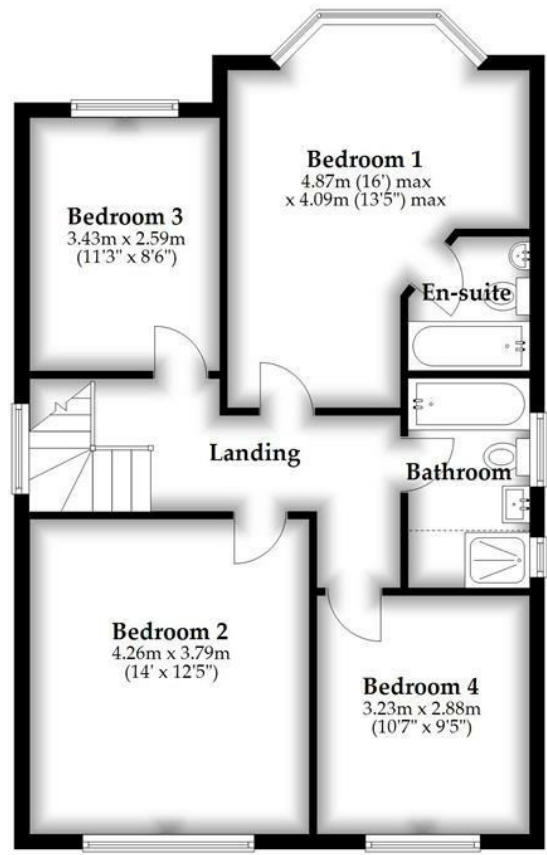 Bedroom 1
4.87m (16') max
x 4.09m (13'5") max
Bedroom 3
3.43m x 2.59m
(11'3" x 8'6")
En-suite
Landing
Bathroom
Bedroom 2
4.26m x 3.79m
(14' x 12'5")
Bedroom 4
3.23m x 2.88m
(10'7" x 9'5")